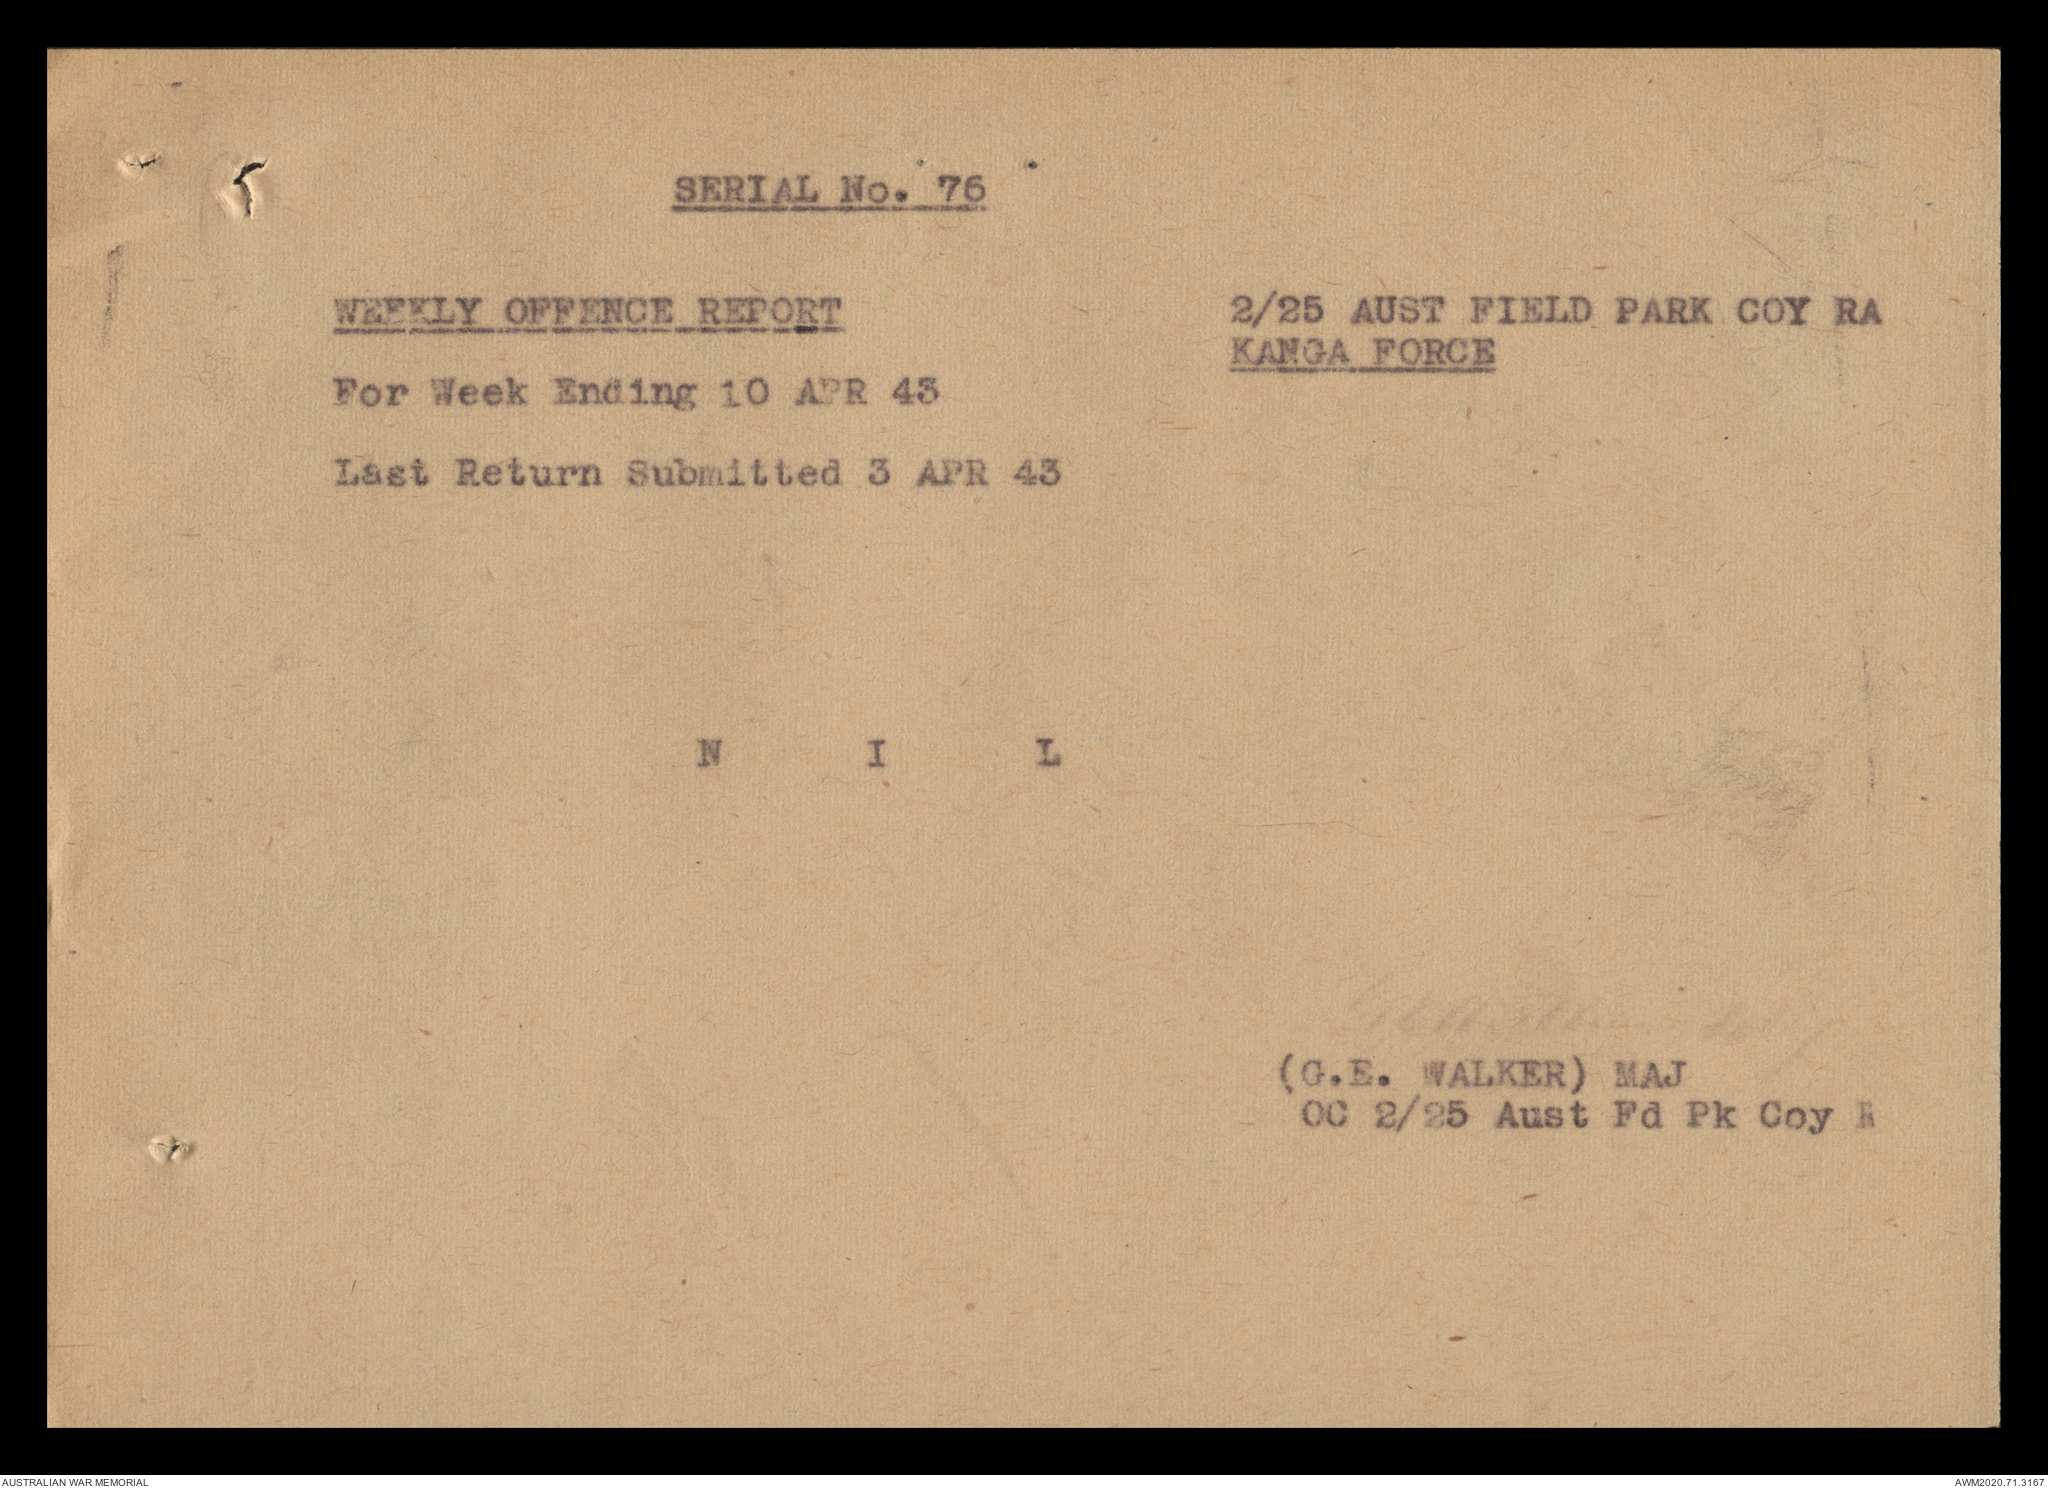 SERIAL No. 76
WEEKLY OFFENCE REPORT
2/25 AUST FIELD PARK COY RA
KANGA FORCE
For Week Ending 10 APR 43
Last Return Submitted 3 APR 43
N I L
(G.E. WALKER) MAJ
OC 2/25 Aust Fd Pk Coy R
AUSTRALIAN WAR MEMORIAL
AWM2020.71.3167